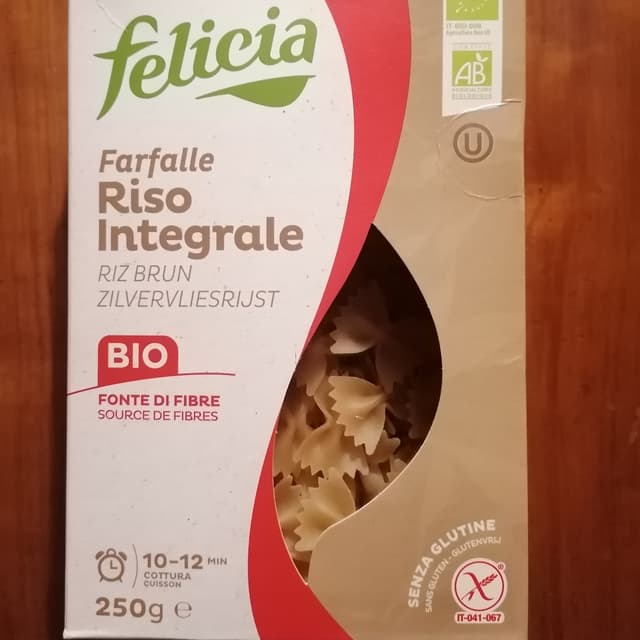 felicia
Farfalle
Riso
Integrale
RIZ BRUN
ZILVERVLIESRIJST
BIO
FONTE DI FIBRE
SOURCE DE FIBRES
10-12 MIN
COTTURA
CUISSON
250g e
AB
AGRICULTURE
BIOLOGIQUE
U
SENZA GLUTINE
SANS GLUTEN - GLUTENVRIJ
IT-041-067